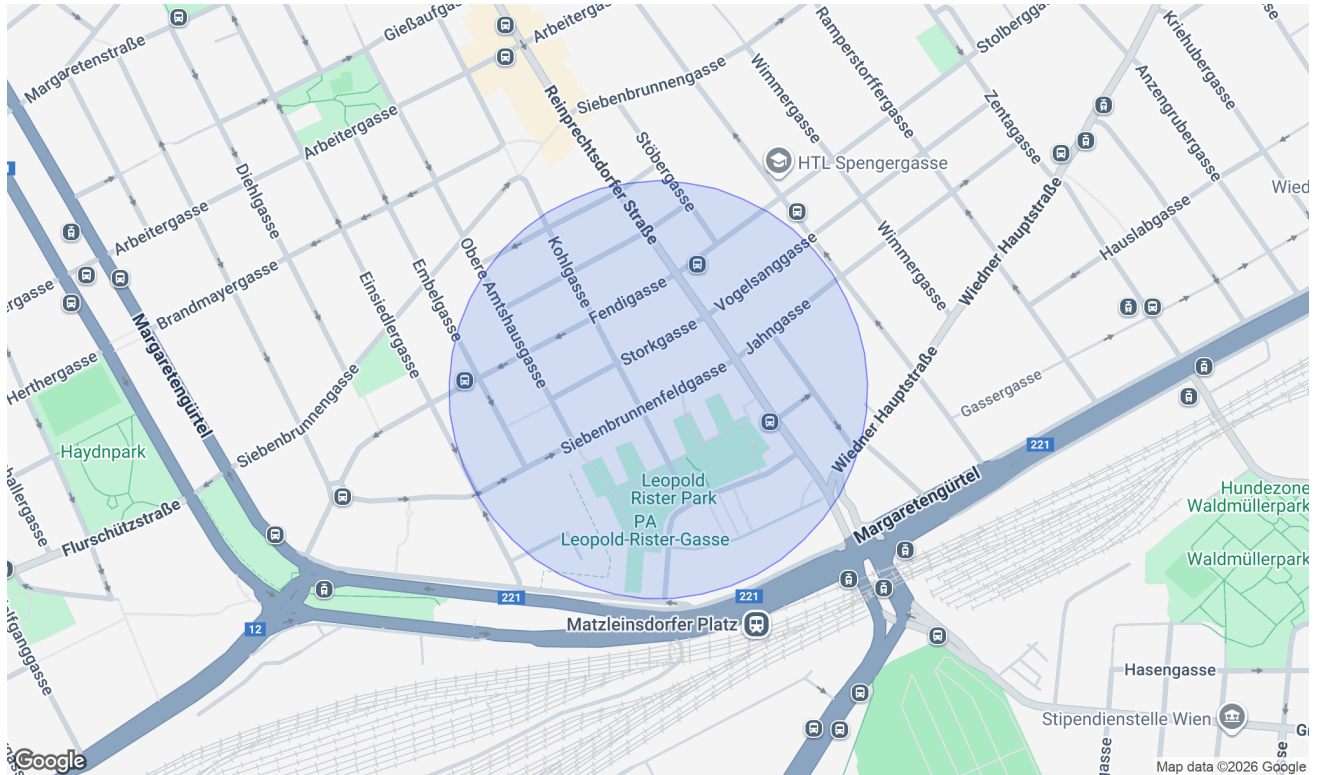 Gießaufgasse
Arbeitergasse
Margaretenstraße
Ramperstorffergasse
Stolbergga
Kriehubergasse
Siebenbrunnengasse
Wimmergasse
Reinprechtsdorfer Straße
Arbeitergasse
Stöbergasse
Zentagasse
Anzengrubergasse
HTL Spengergasse
Diehlgasse
Wied
Arbeitergasse
Wiedner Hauptstraße
Hauslabgasse
Kohlgasse
Obere Amtshausgasse
Embelgasse
Einsiedlergasse
Brandmayergasse
ergasse
Fendigasse
Vogelsanggasse
Wimmergasse
Storkgasse
Jahngasse
Margaretengürtel
Herthergasse
Siebenbrunnenfeldgasse
Wiedner Hauptstraße
Gassergasse
Siebenbrunnengasse
221
Haydnpark
Leopold
Rister Park
PA
Leopold-Rister-Gasse
Margaretengürtel
Hundezone
Waldmüllerpark
Flurschützstraße
Waldmüllerpark
221
221
12
Matzleinsdorfer Platz
Hasengasse
Stipendienstelle Wien
Google
Map data ©2026 Google